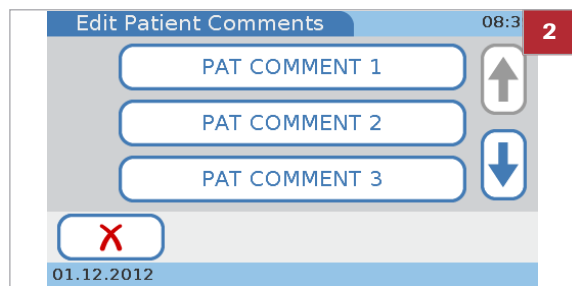 Edit Patient Comments 08:3
2
PAT COMMENT 1
PAT COMMENT 2
PAT COMMENT 3
01.12.2012